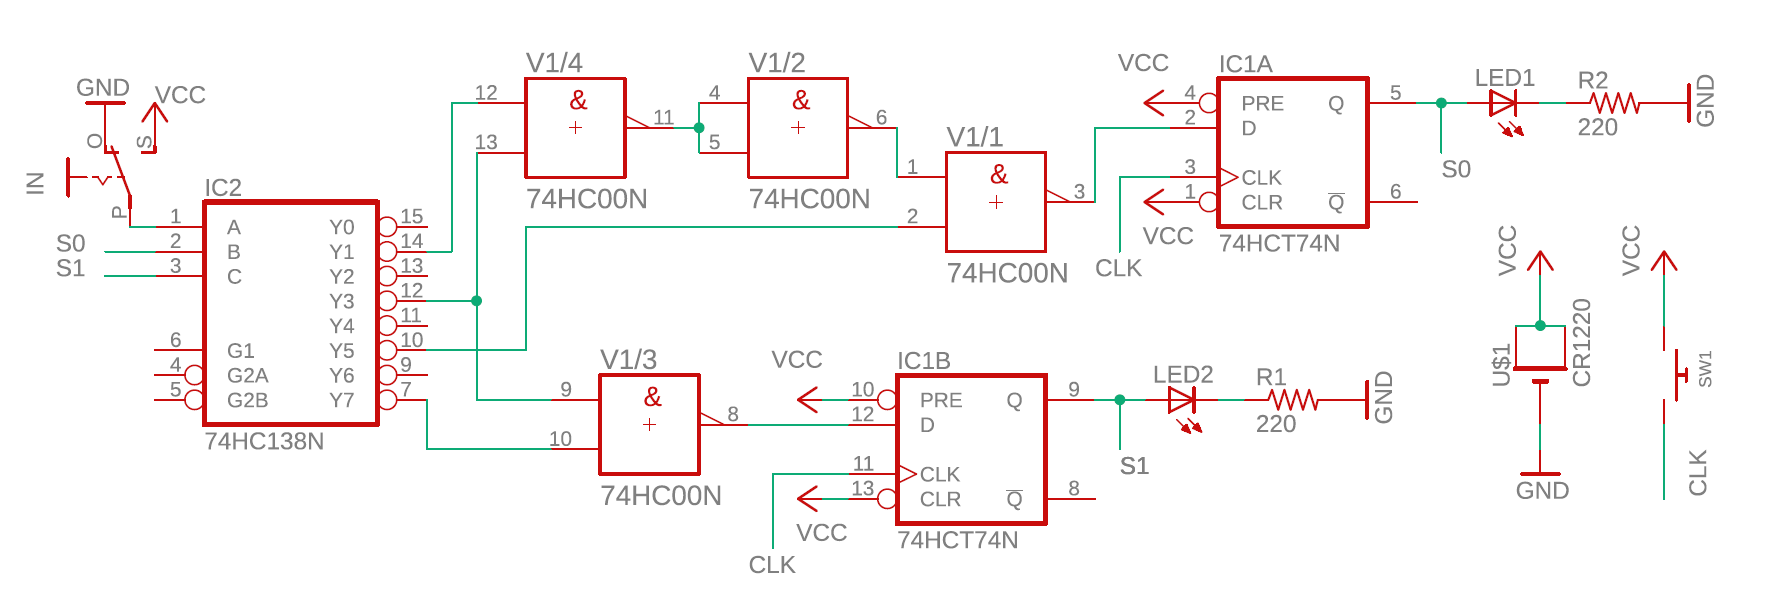 V1/4
V1/2
IC1A
LED1
R2
VCC
GND
VCC
12
&
11
4
&
6
4
PRE
Q
5
GND
13
5
V1/1
2
D
220
O
S
74HC00N
74HC00N
1
&
3
3
CLK
S0
IN
IC2
2
1
CLR
Q
6
P
VCC
74HCT74N
1
A
Y0
15
74HC00N
CLK
S0
2
B
Y1
14
S1
3
C
Y2
13
VCC
VCC
Y3
12
Y4
11
6
G1
Y5
10
4
G2A
Y6
9
5
G2B
Y7
7
74HC138N
V1/3
VCC
IC1B
LED2
R1
U$1
CR1220
SW1
9
&
8
10
PRE
Q
9
GND
10
12
D
220
74HC00N
11
CLK
S1
13
CLR
Q
8
VCC
74HCT74N
CLK
GND
CLK